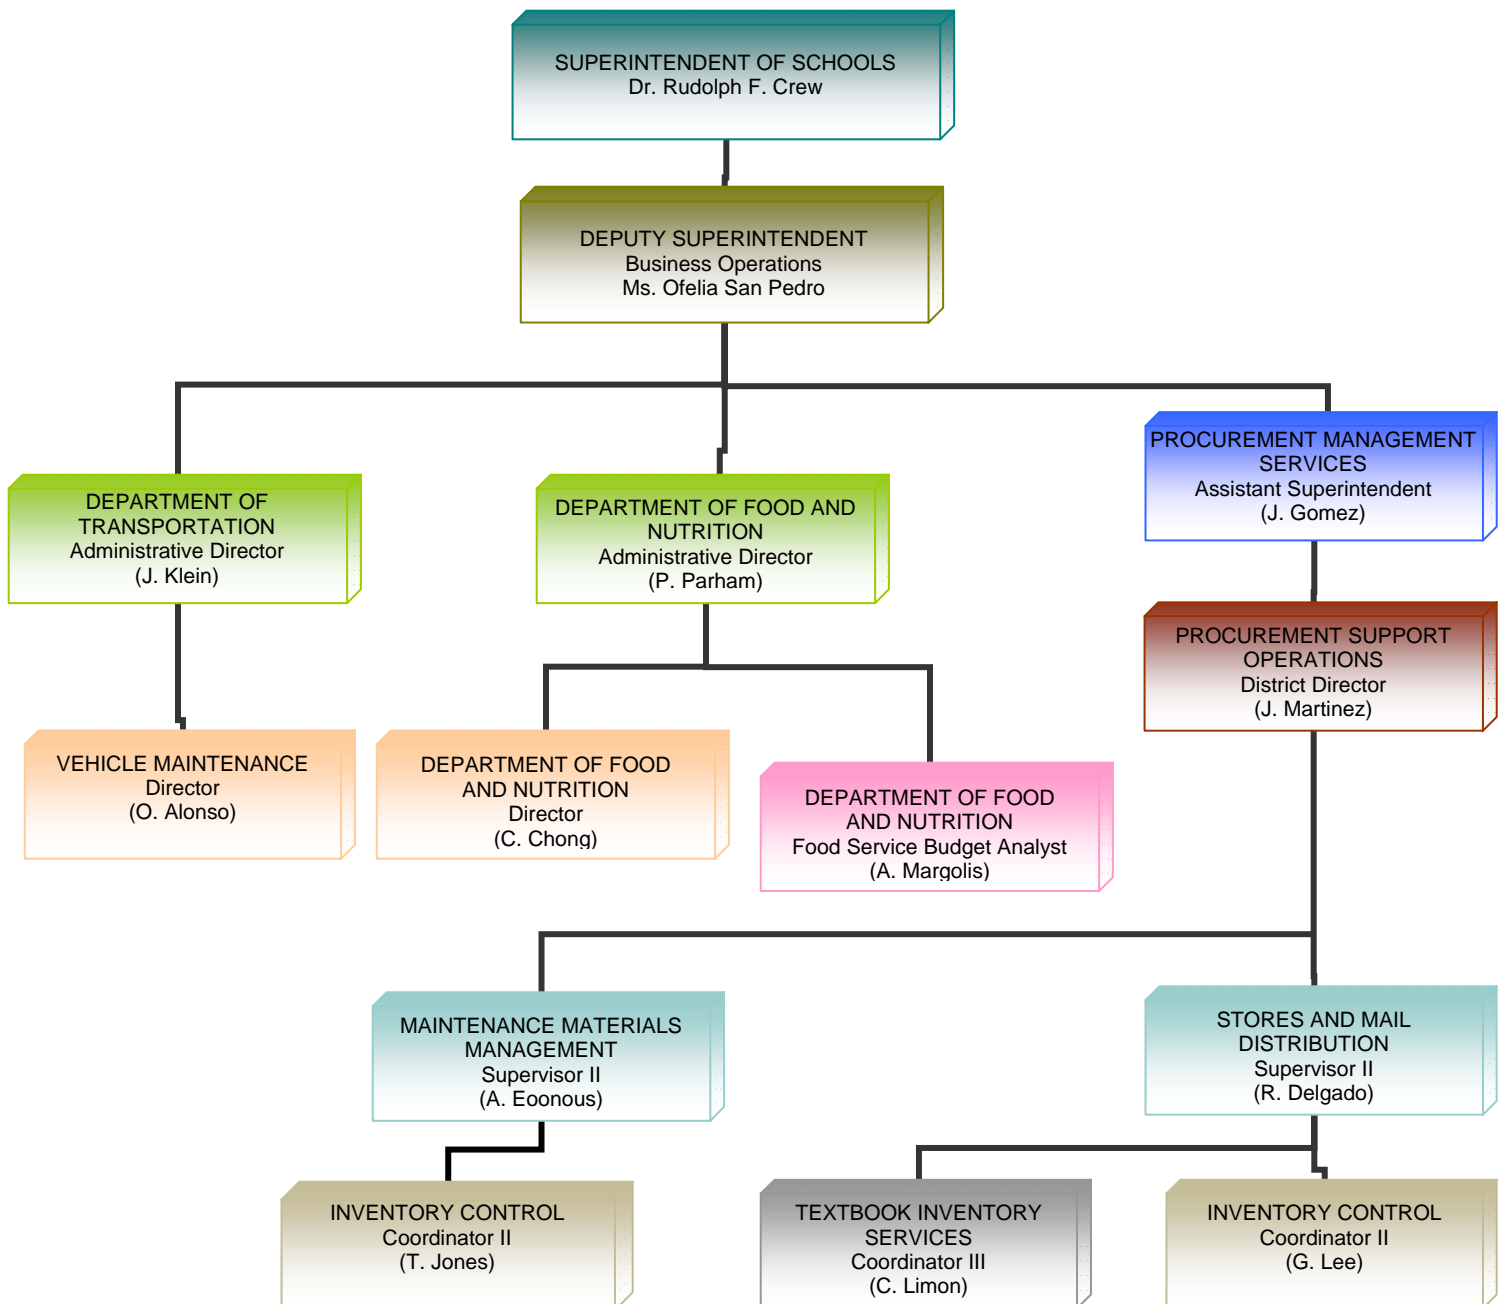 SUPERINTENDENT OF SCHOOLS
Dr. Rudolph F. Crew
DEPUTY SUPERINTENDENT
Business Operations
Ms. Ofelia San Pedro
DEPARTMENT OF
TRANSPORTATION
Administrative Director
(J. Klein)
DEPARTMENT OF FOOD AND
NUTRITION
Administrative Director
(P. Parham)
PROCUREMENT MANAGEMENT
SERVICES
Assistant Superintendent
(J. Gomez)
PROCUREMENT SUPPORT
OPERATIONS
District Director
(J. Martinez)
VEHICLE MAINTENANCE
Director
(O. Alonso)
DEPARTMENT OF FOOD
AND NUTRITION
Director
(C. Chong)
DEPARTMENT OF FOOD
AND NUTRITION
Food Service Budget Analyst
(A. Margolis)
MAINTENANCE MATERIALS
MANAGEMENT
Supervisor II
(A. Eoonous)
STORES AND MAIL
DISTRIBUTION
Supervisor II
(R. Delgado)
INVENTORY CONTROL
Coordinator II
(T. Jones)
TEXTBOOK INVENTORY
SERVICES
Coordinator III
(C. Limon)
INVENTORY CONTROL
Coordinator II
(G. Lee)